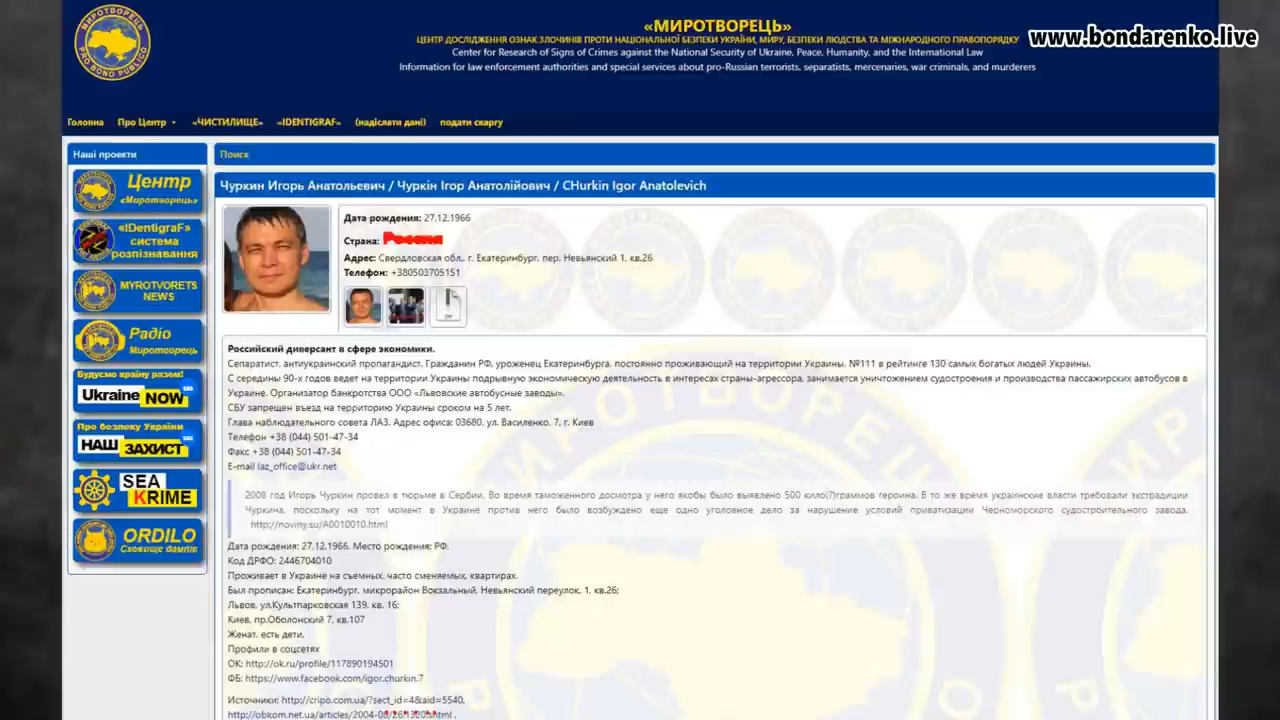 «МИРОТВОРЕЦЬ»
ЦЕНТР ДОСЛІДЖЕННЯ ОЗНАК ЗЛОЧИНІВ ПРОТИ НАЦІОНАЛЬНОЇ БЕЗПЕКИ УКРАЇНИ, МИРУ, БЕЗПЕКИ ЛЮДСТВА ТА МІЖНАРОДНОГО ПРАВОПОРЯДКУ
www.bondarenko.live
Center for Research of Signs of Crimes against the National Security of Ukraine, Peace, Humanity, and the International Law
Information for law enforcement authorities and special services about pro-Russian terrorists, separatists, mercenaries, war criminals, and murderers
PRO BONO PUBLICO
Головна Про Центр «ЧИСТИЛИЩЕ» «IDENTIGRAF» (надіслати дані) подати скаргу
Наші проекти
Центр
«Миротворець»
«IDentigraF»
система
розпізнавання
MYROTVORETS
NEWS
Радіо
Миротворець
Будуємо країну разом!
Ukraine NOW
Про безпеку України
НАШ ЗАХИСТ
SEA
KRIME
ORDILO
Сховище дампів
Поиск
Чуркин Игорь Анатольевич / Чуркін Ігор Анатолійович / CHurkin Igor Anatolevich
Дата рождения: 27.12.1966
Страна: Россия
Адрес: Свердловская обл., г. Екатеринбург, пер. Невьянский 1, кв.26
Телефон: +380503705151
Российский диверсант в сфере экономики.
Сепаратист, антиукраинский пропагандист. Гражданин РФ, уроженец Екатеринбурга, постоянно проживающий на территории Украины. №111 в рейтинге 130 самых богатых людей Украины.
С середины 90-х годов ведет на территории Украины подрывную экономическую деятельность в интересах страны-агрессора, занимается уничтожением судостроения и производства пассажирских автобусов в
Украине. Организатор банкротства ООО «Львовские автобусные заводы».
СБУ запрещен въезд на территорию Украины сроком на 5 лет.
Глава наблюдательного совета ЛАЗ. Адрес офиса: 03680, ул. Василенко, 7, г. Киев
Телефон +38 (044) 501-47-34
Факс +38 (044) 501-47-34
E-mail laz_office@ukr.net
2008 год Игорь Чуркин провел в тюрьме в Сербии. Во время таможенного досмотра у него якобы было выявлено 500 кило(?)граммов героина. В то же время украинские власти требовали экстрадиции
Чуркина, поскольку на тот момент в Украине против него было возбуждено еще одно уголовное дело за нарушение условий приватизации Черноморского судостроительного завода.
http://noviny.su/A0010010.html
Дата рождения: 27.12.1966. Место рождения: РФ.
Код ДРФО: 2446704010
Проживает в Украине на съемных, часто сменяемых, квартирах.
Был прописан: Екатеринбург, микрорайон Вокзальный, Невьянский переулок, 1, кв.26;
Львов, ул.Культпарковская 139, кв. 16;
Киев, пр.Оболонский 7, кв.107
Женат, есть дети.
Профили в соцсетях
ОК: http://ok.ru/profile/117890194501
ФБ: https://www.facebook.com/igor.churkin.7
Источники: http://cripo.com.ua/?sect_id=4&aid=5540,